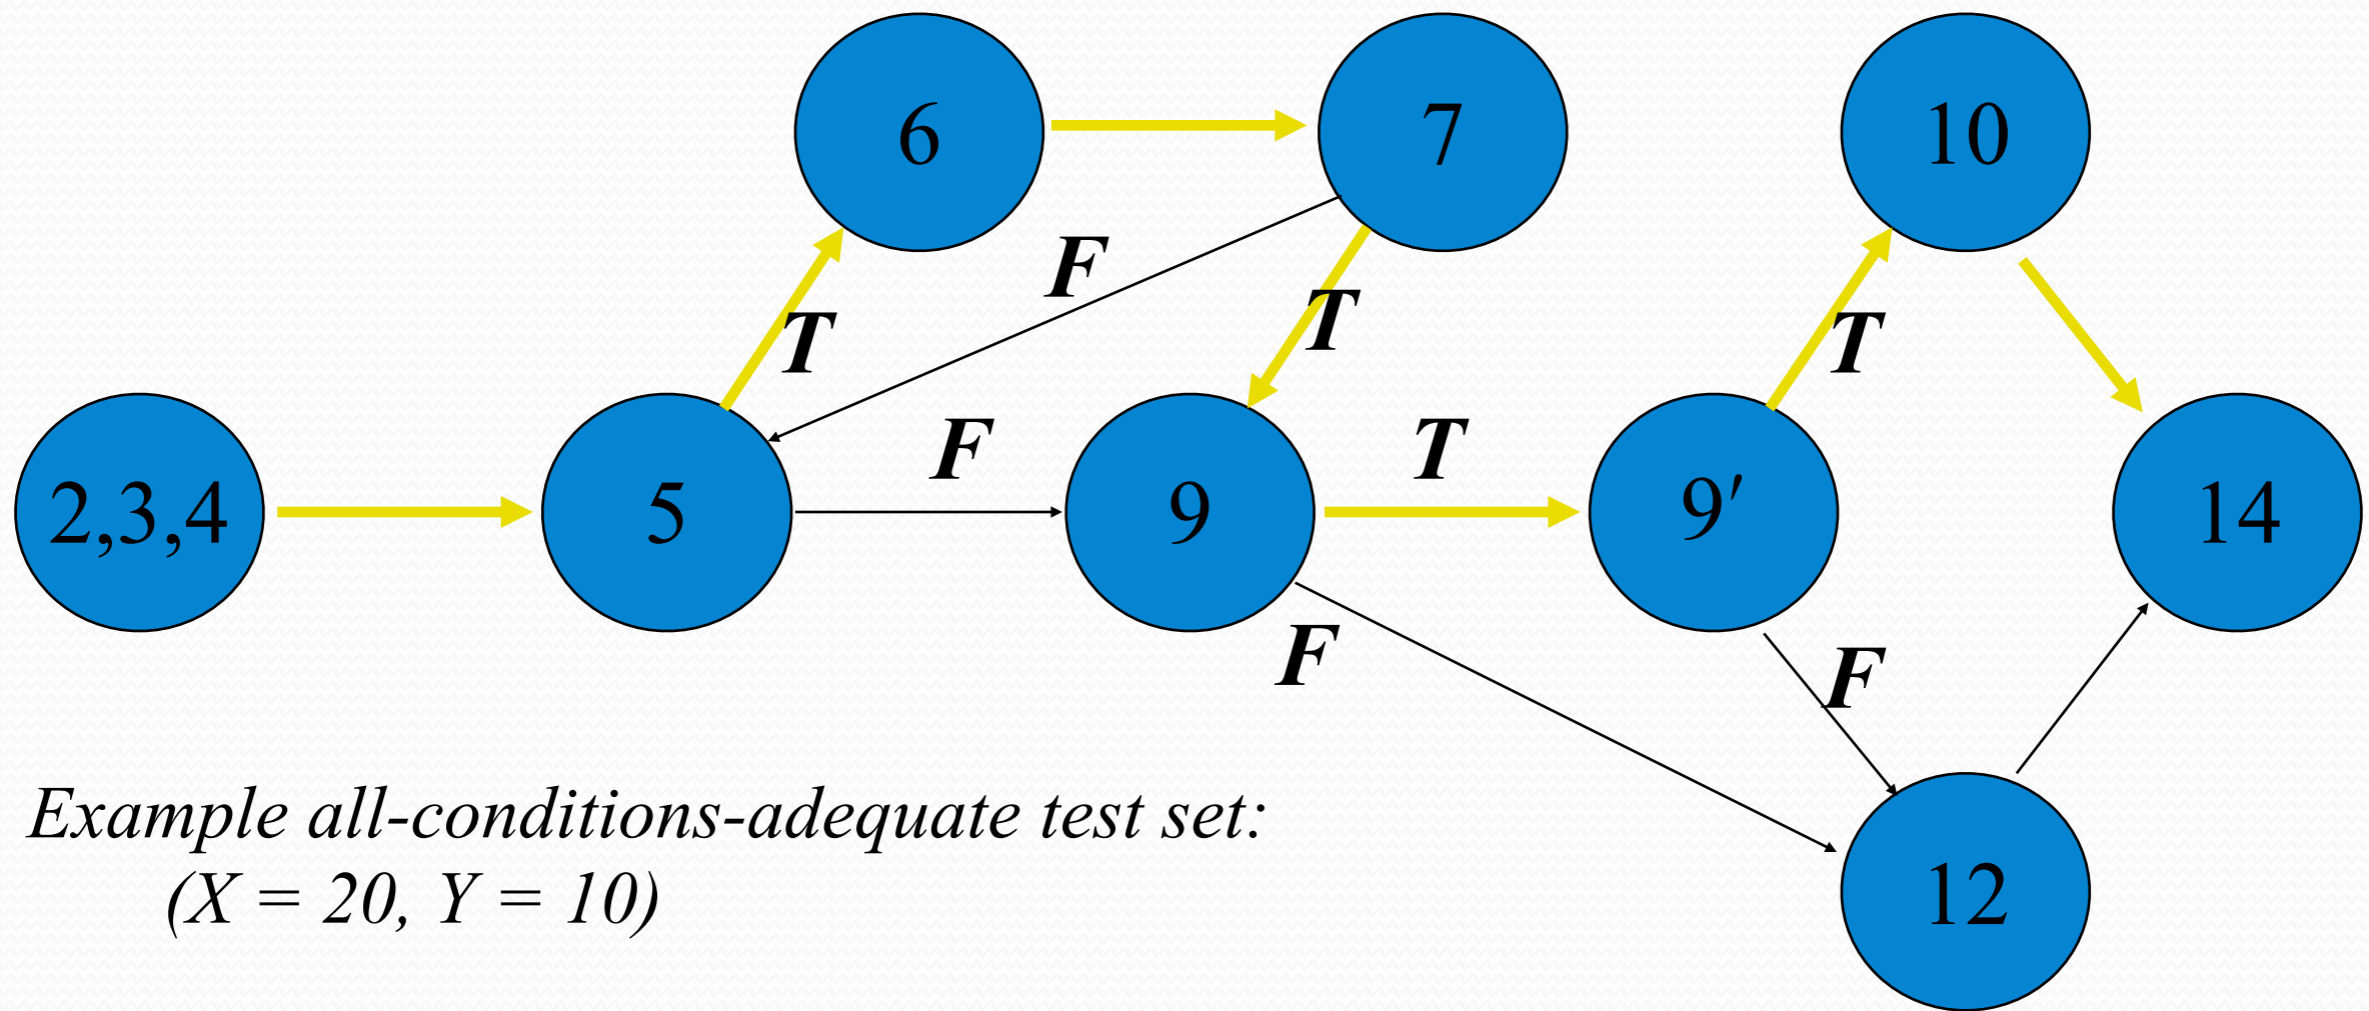 6
7
10
F
T
T
T
F
T
2,3,4
5
9
9′
14
F
F
12
Example all-conditions-adequate test set:
(X = 20, Y = 10)